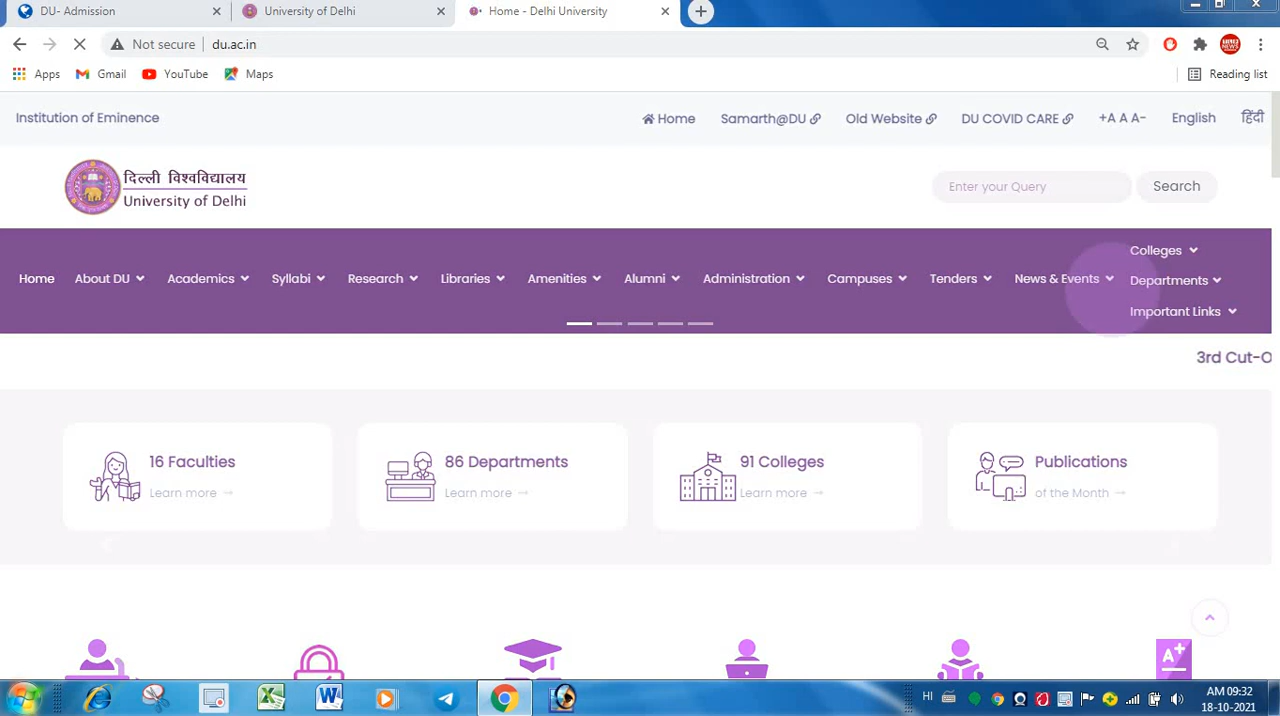 DU- Admission
University of Delhi
Home - Delhi University
Not secure
du.ac.in
Apps
Gmail
YouTube
Maps
Reading list
Institution of Eminence
Home
Samarth@DU
Old Website
DU COVID CARE
+A A A-
English
हिंदी
दिल्ली विश्वविद्यालय
University of Delhi
Enter your Query
Search
Home
About DU
Academics
Syllabi
Research
Libraries
Amenities
Alumni
Administration
Campuses
Tenders
News & Events
Colleges
Departments
Important Links
3rd Cut-O
16 Faculties
Learn more →
86 Departments
Learn more →
91 Colleges
Learn more →
Publications
of the Month →
A+
HI
AM 09:32
18-10-2021